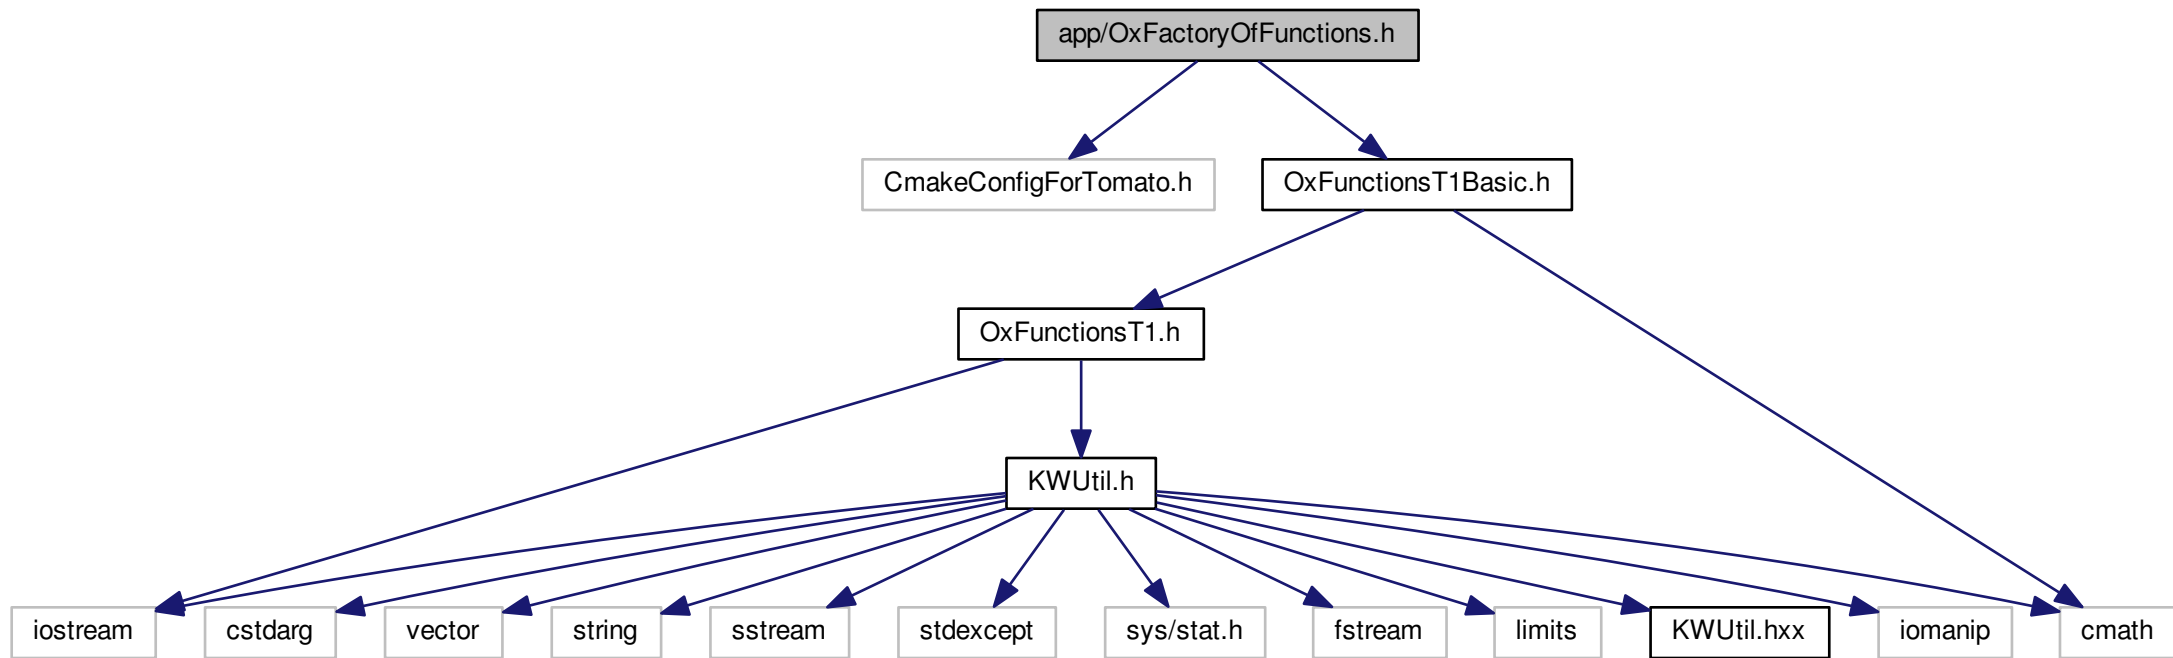 app/OxFactoryOfFunctions.h
CmakeConfigForTomato.h
OxFunctionsT1Basic.h
OxFunctionsT1.h
KWUtil.h
iostream
cstdarg
vector
string
sstream
stdexcept
sys/stat.h
fstream
limits
KWUtil.hxx
iomanip
cmath